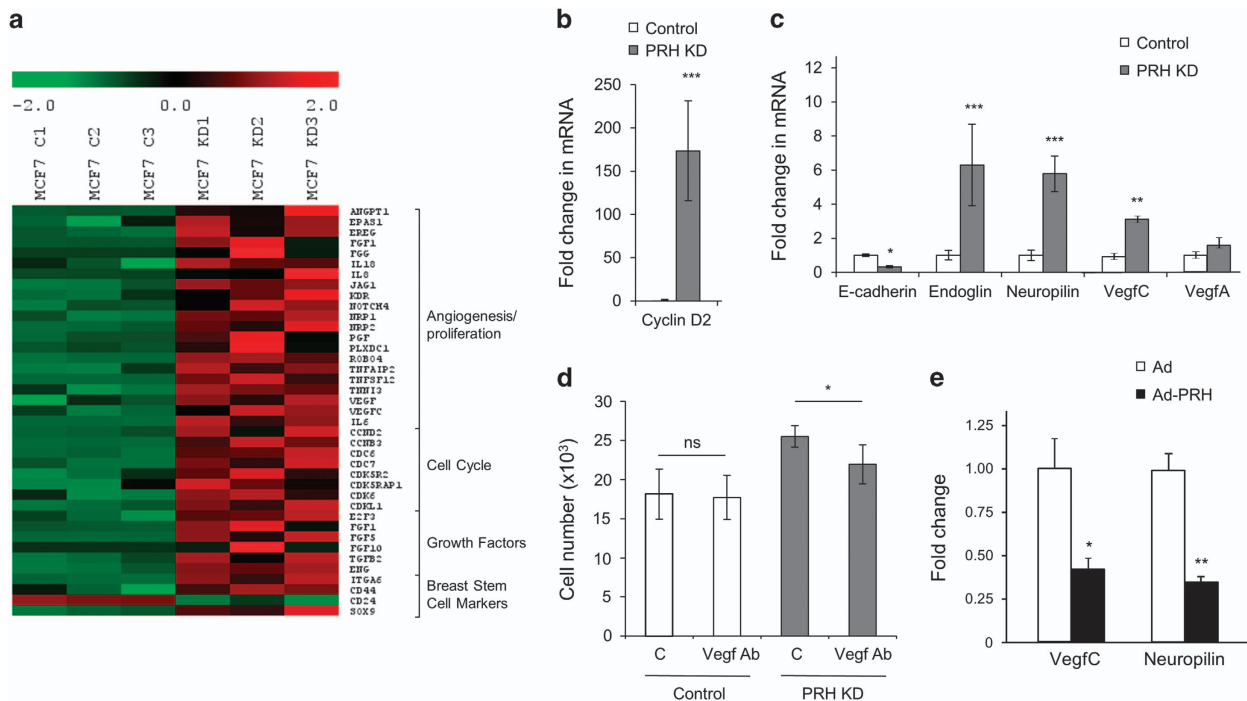 a
-2.0 0.0 2.0
MCF7 C1
MCF7 C2
MCF7 C3
MCF7 KD1
MCF7 KD2
MCF7 KD3
ANGPT1
EPAS1
EREG
FGF1
FGG
IL18
IL8
JAG1
KDR
NOTCH4
NRP1
NRP2
PGF
PLXDC1
ROBO4
TNFAIP2
TNFSF12
TNNI3
VEGF
VEGFC
IL6
CCND2
CCNB3
CDC6
CDC7
CDK5R2
CDK5RAP1
CDK6
CDKL1
E2F3
FGF1
FGF5
FGF10
TGFB2
ENG
ITGA6
CD44
CD24
SOX9
Angiogenesis/
proliferation
Cell Cycle
Growth Factors
Breast Stem
Cell Markers
b
Control
PRH KD
Fold change in mRNA
250
200
150
100
50
0
***
Cyclin D2
c
Control
PRH KD
Fold change in mRNA
12
10
8
6
4
2
0
*
***
***
**
E-cadherin Endoglin Neuropilin VegfC VegfA
d
Cell number (x10³)
30
25
20
15
10
5
0
ns
*
C Vegf Ab C Vegf Ab
Control PRH KD
e
Ad
Ad-PRH
Fold change
1.25
1.00
0.75
0.50
0.25
0
*
**
VegfC Neuropilin